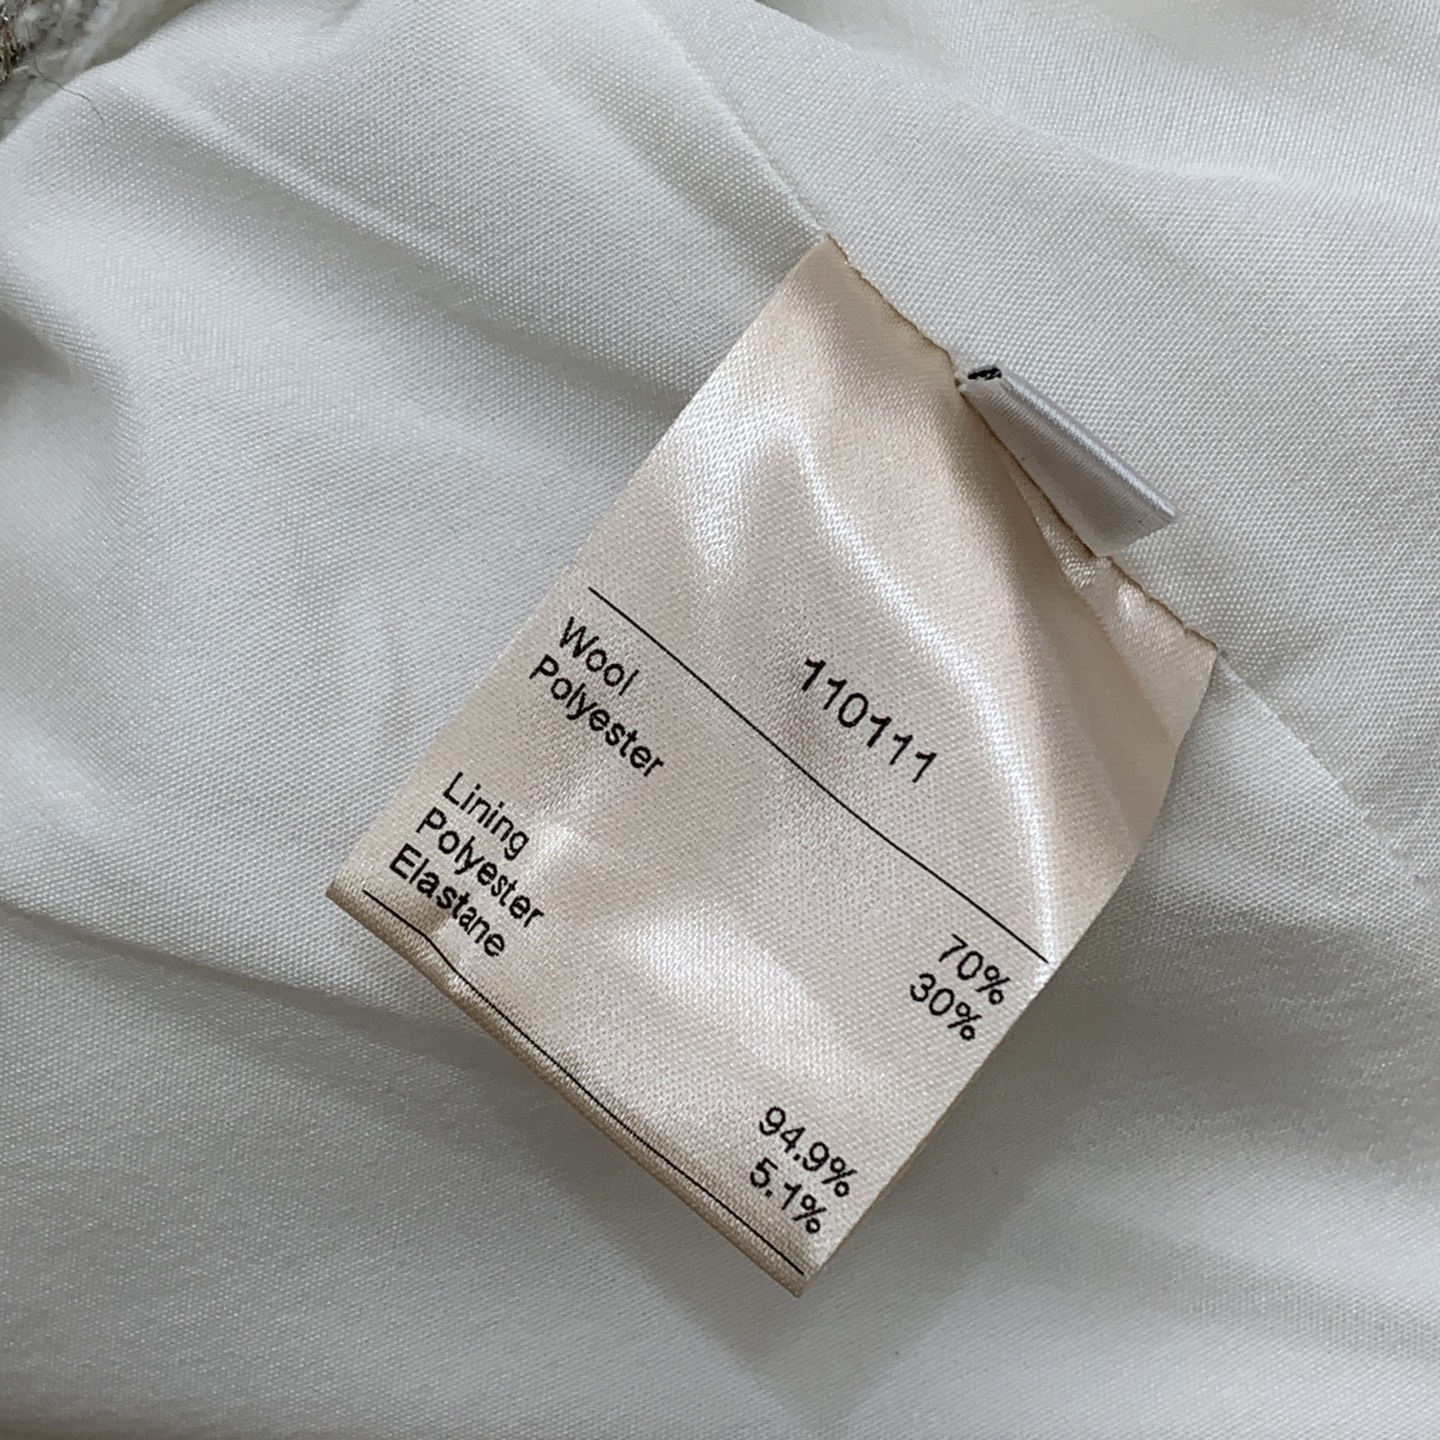 110111
Wool 70%
Polyester 30%
Lining
Polyester 94.9%
Elastane 5.1%